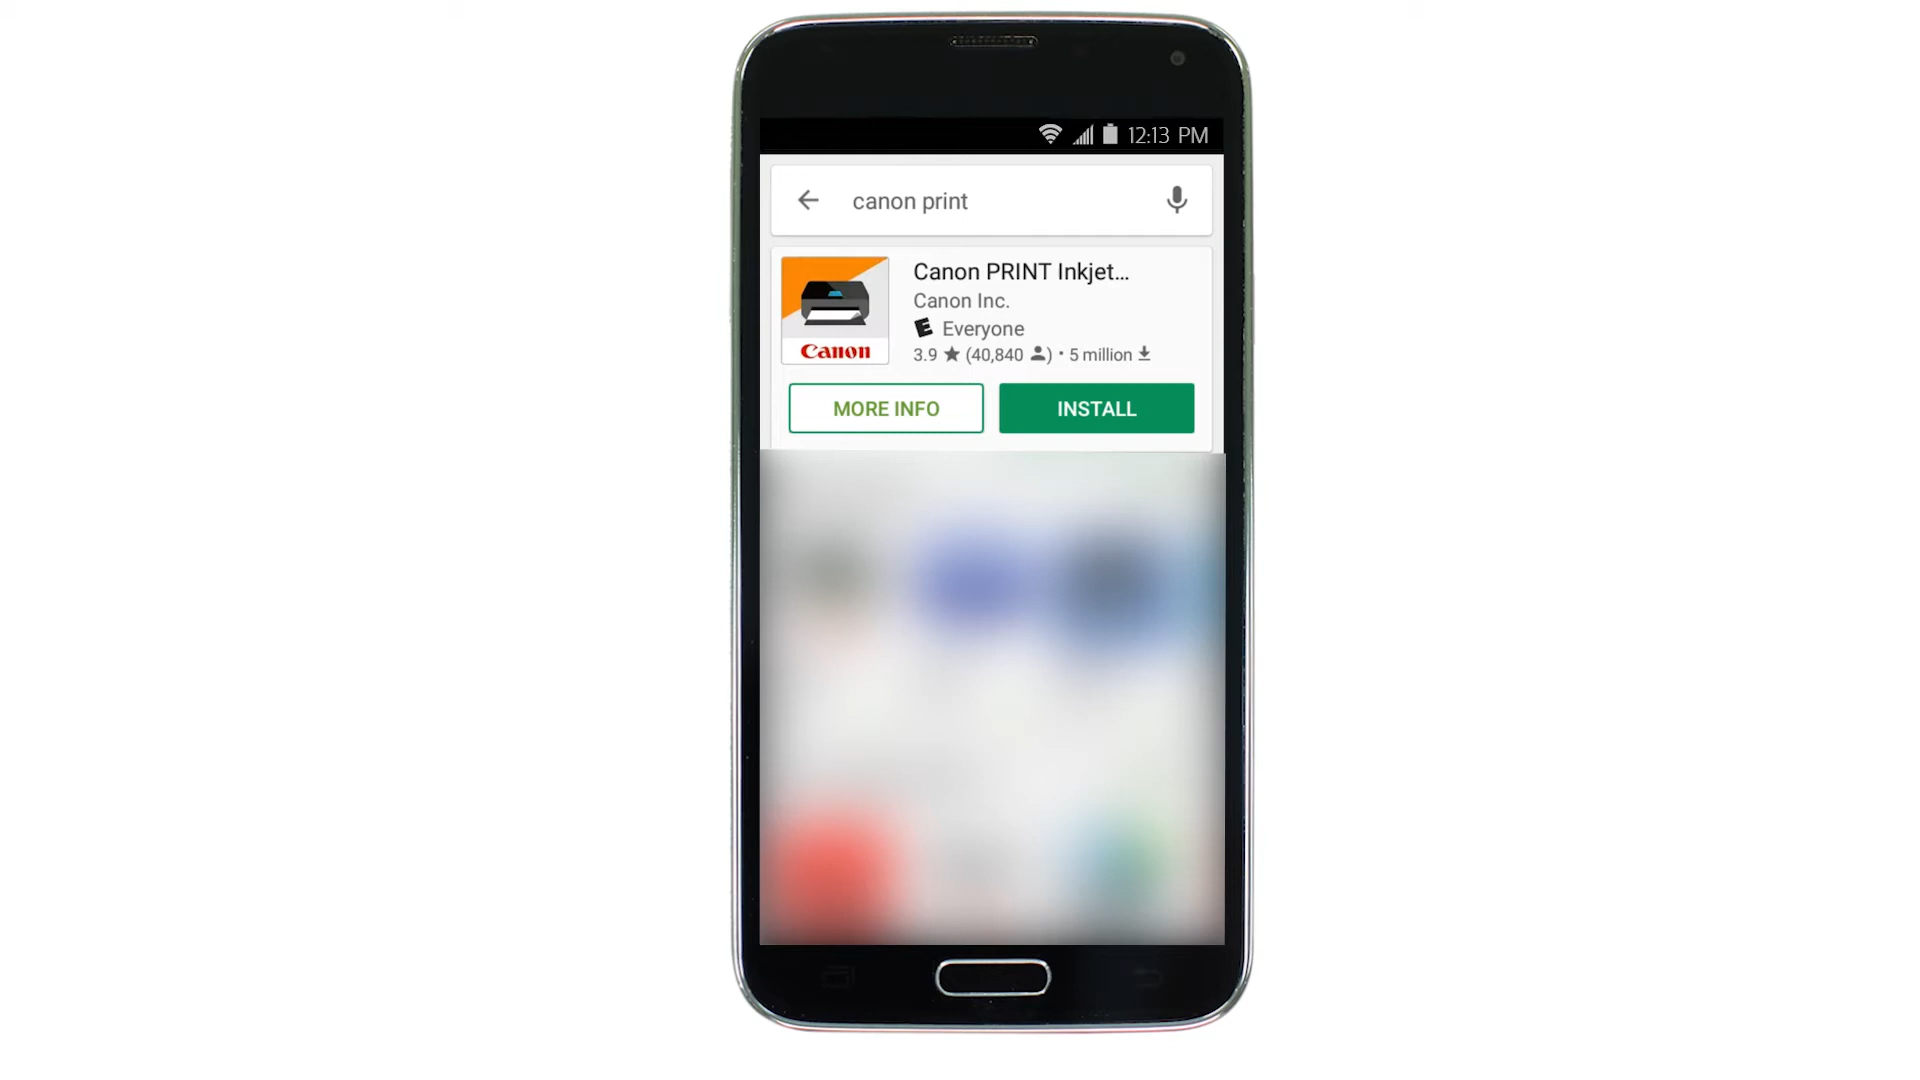 12:13 PM
canon print
Canon PRINT Inkjet...
Canon Inc.
E Everyone
3.9 ★ (40,840) • 5 million
Canon
MORE INFO
INSTALL